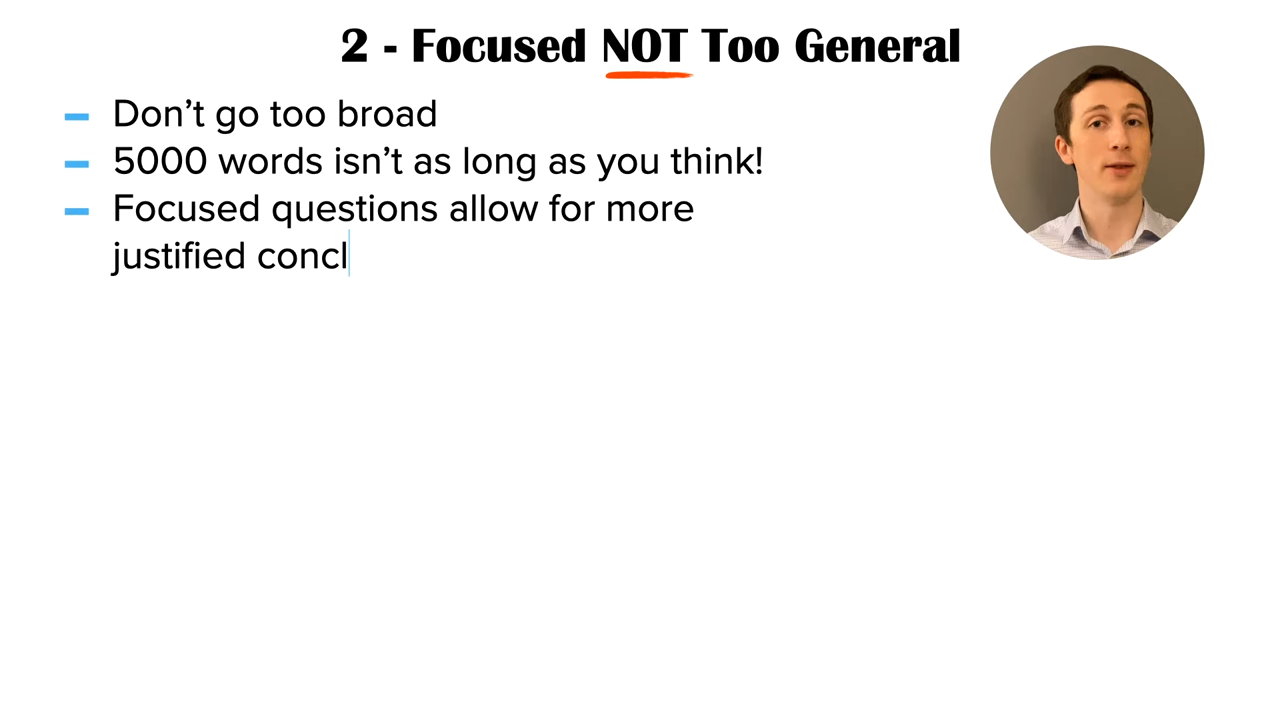 2 - Focused NOT Too General
Don’t go too broad
5000 words isn’t as long as you think!
Focused questions allow for more
justified concl